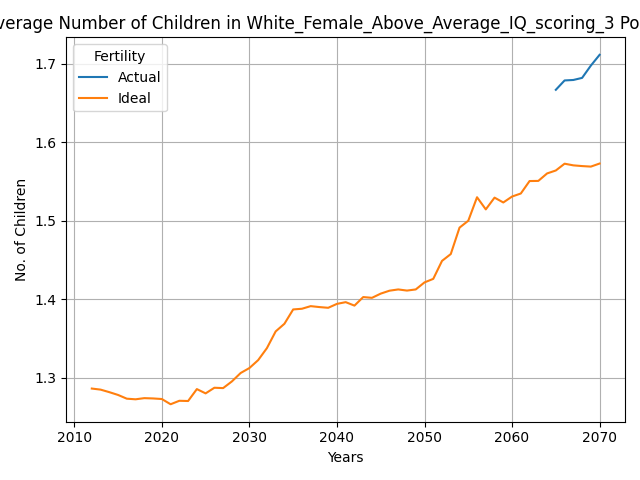 verage Number of Children in White_Female_Above_Average_IQ_scoring_3 Po
Fertility
Actual
Ideal
No. of Children
1.7
1.6
1.5
1.4
1.3
2010 2020 2030 2040 2050 2060 2070
Years